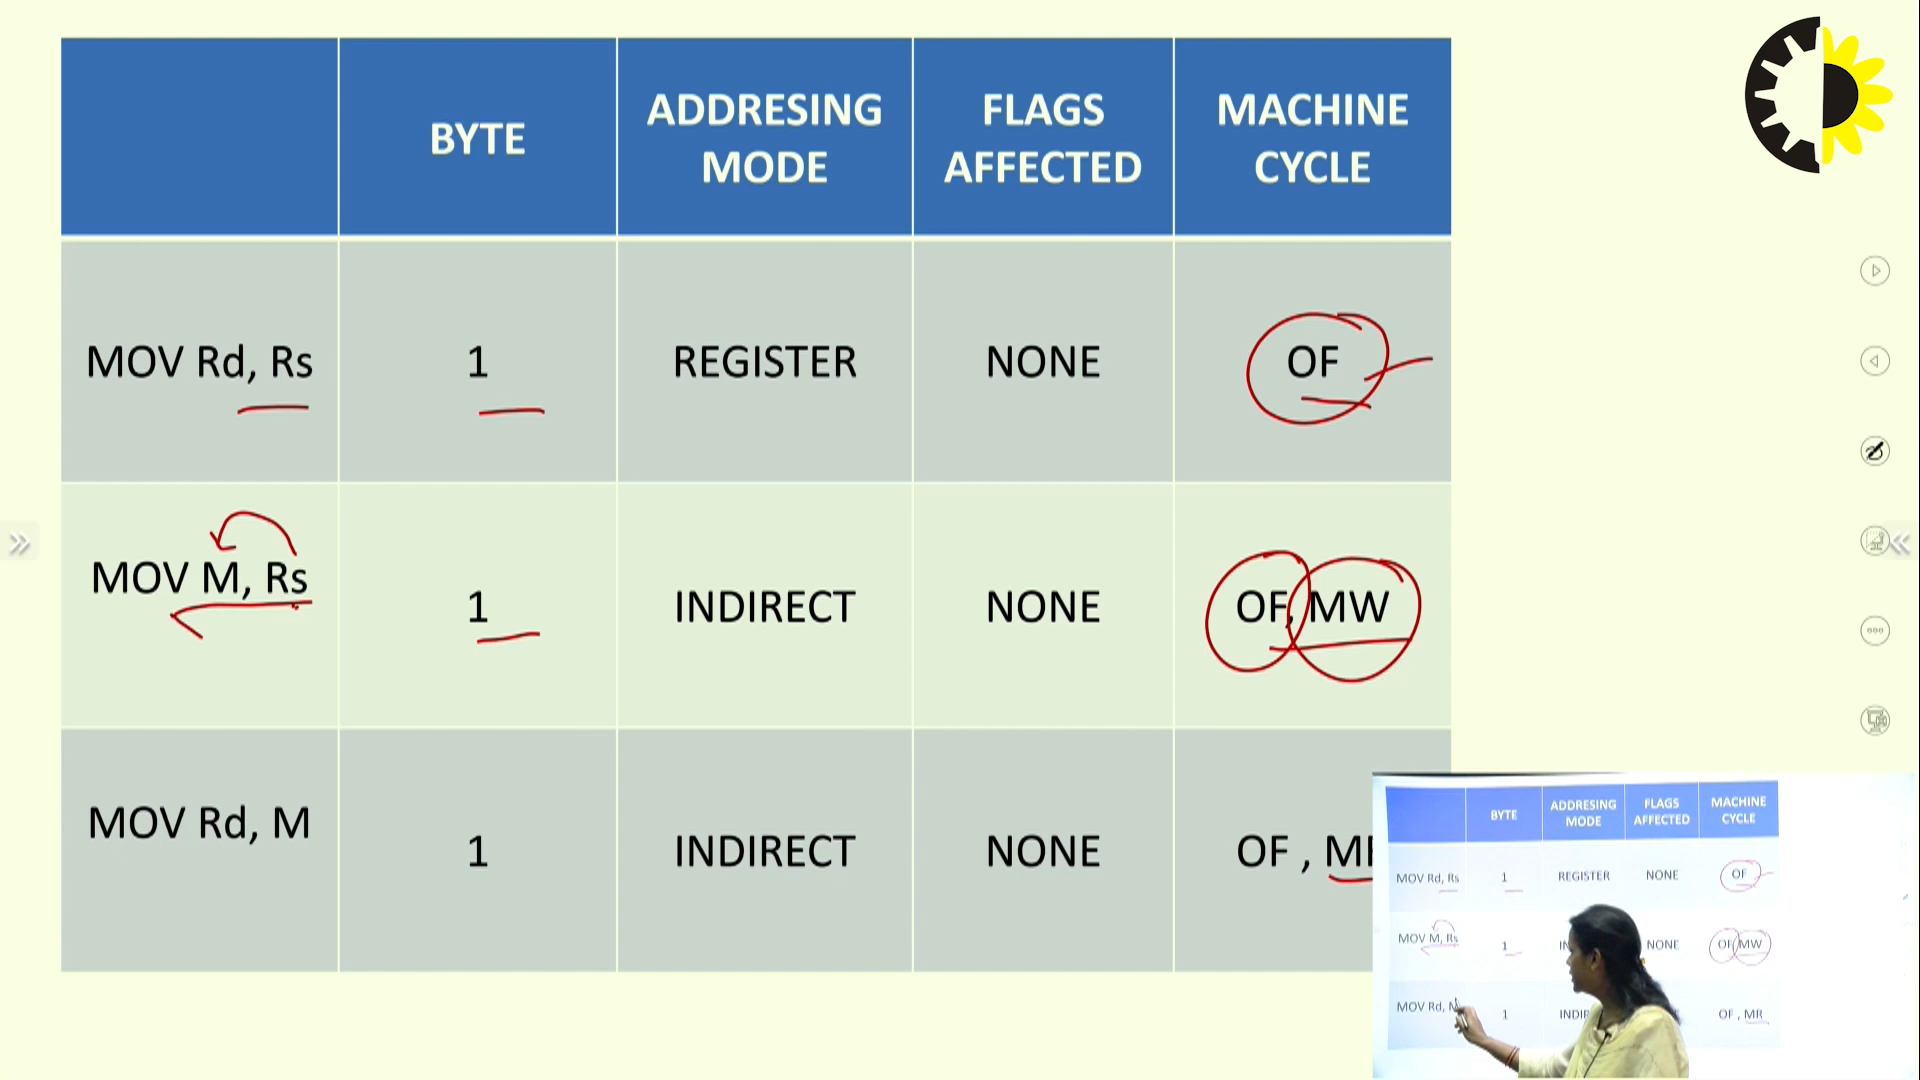 BYTE
ADDRESING
MODE
FLAGS
AFFECTED
MACHINE
CYCLE
MOV Rd, Rs
1
REGISTER
NONE
OF
MOV M, Rs
1
INDIRECT
NONE
OF, MW
MOV Rd, M
1
INDIRECT
NONE
OF ,
BYTE
ADDRESING
MODE
FLAGS
AFFECTED
MACHINE
CYCLE
MOV Rd, Rs
1
REGISTER
NONE
OF
MOV M, Rs
1
NONE
OF MW
MOV Rd,
1
OF , MR